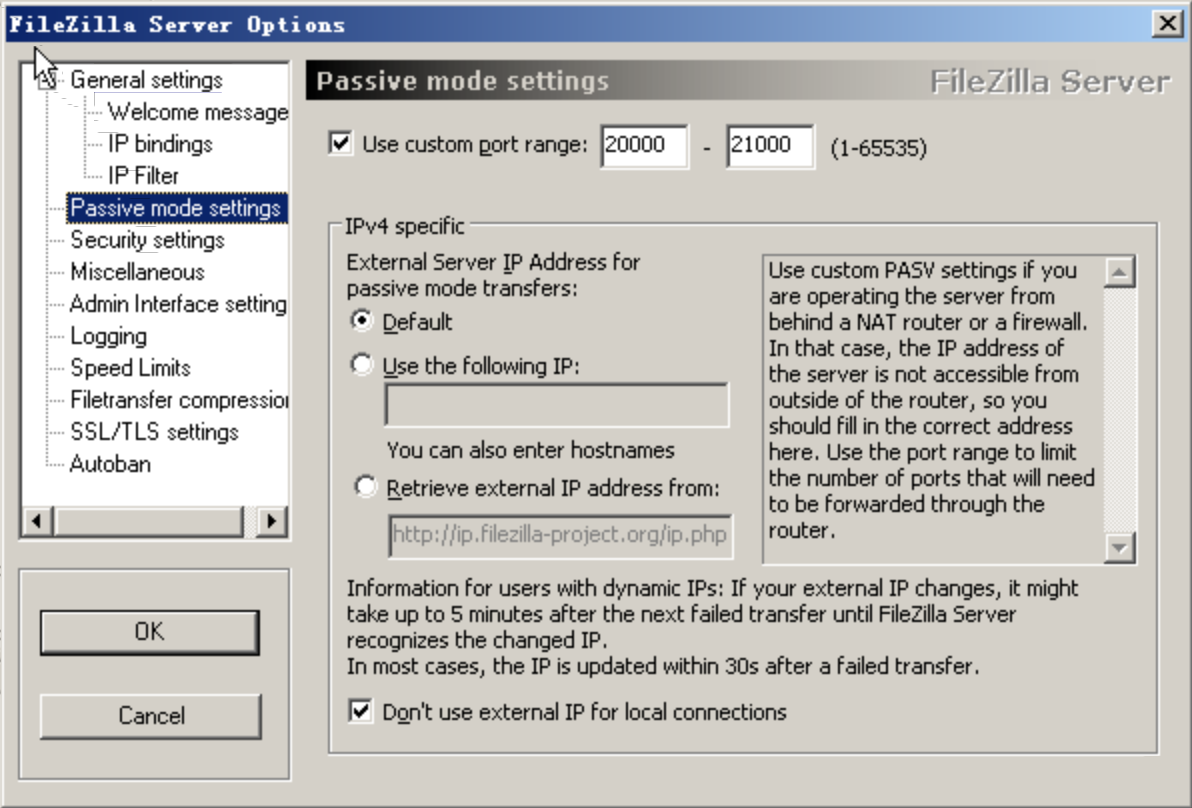 FileZilla Server Options
General settings
Welcome message
IP bindings
IP Filter
Passive mode settings
Security settings
Miscellaneous
Admin Interface setting
Logging
Speed Limits
Filetransfer compression
SSL/TLS settings
Autoban
OK
Cancel
Passive mode settings
FileZilla Server
Use custom port range: 20000 - 21000 (1-65535)
IPv4 specific
External Server IP Address for
passive mode transfers:
Default
Use the following IP:
You can also enter hostnames
Retrieve external IP address from:
http://ip.filezilla-project.org/ip.php
Use custom PASV settings if you
are operating the server from
behind a NAT router or a firewall.
In that case, the IP address of
the server is not accessible from
outside of the router, so you
should fill in the correct address
here. Use the port range to limit
the number of ports that will need
to be forwarded through the
router.
Information for users with dynamic IPs: If your external IP changes, it might
take up to 5 minutes after the next failed transfer until FileZilla Server
recognizes the changed IP.
In most cases, the IP is updated within 30s after a failed transfer.
Don't use external IP for local connections